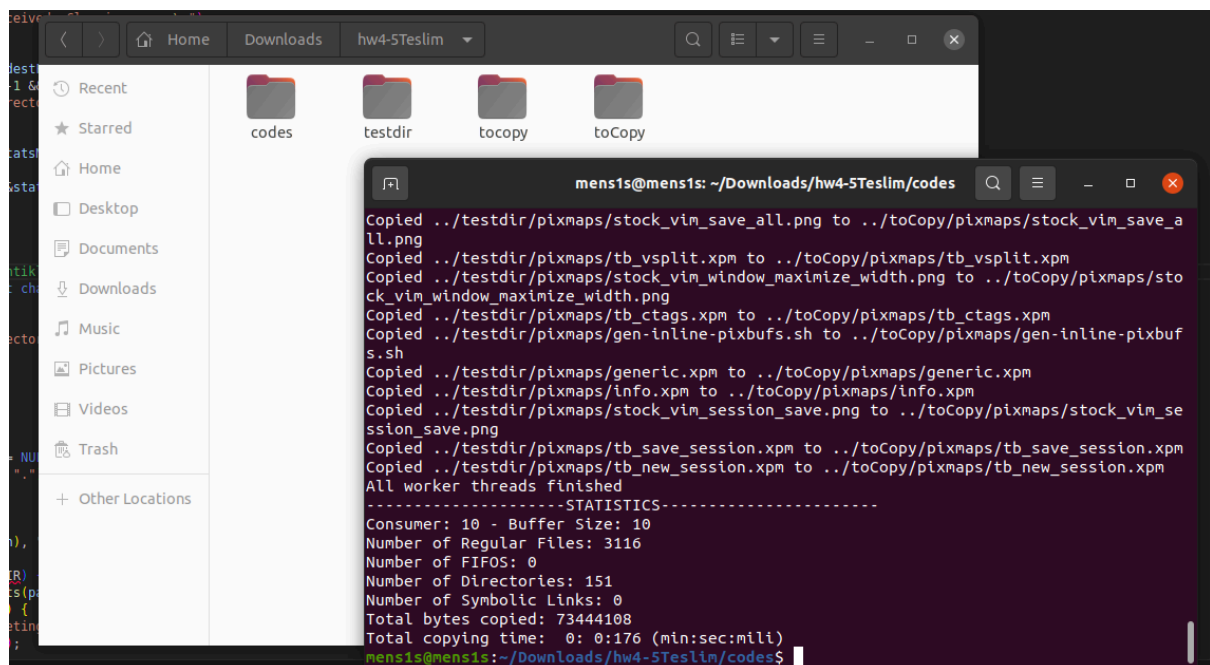 Home Downloads hw4-5Teslim
Recent
Starred
Home
Desktop
Documents
Downloads
Music
Pictures
Videos
Trash
+ Other Locations
codes testdir tocopy toCopy
mens1s@mens1s: ~/Downloads/hw4-5Teslim/codes
Copied ../testdir/pixmaps/stock_vim_save_all.png to ../toCopy/pixmaps/stock_vim_save_a
ll.png
Copied ../testdir/pixmaps/tb_vsplit.xpm to ../toCopy/pixmaps/tb_vsplit.xpm
Copied ../testdir/pixmaps/stock_vim_window_maximize_width.png to ../toCopy/pixmaps/sto
ck_vim_window_maximize_width.png
Copied ../testdir/pixmaps/tb_ctags.xpm to ../toCopy/pixmaps/tb_ctags.xpm
Copied ../testdir/pixmaps/gen-inline-pixbufs.sh to ../toCopy/pixmaps/gen-inline-pixbuf
s.sh
Copied ../testdir/pixmaps/generic.xpm to ../toCopy/pixmaps/generic.xpm
Copied ../testdir/pixmaps/info.xpm to ../toCopy/pixmaps/info.xpm
Copied ../testdir/pixmaps/stock_vim_session_save.png to ../toCopy/pixmaps/stock_vim_se
ssion_save.png
Copied ../testdir/pixmaps/tb_save_session.xpm to ../toCopy/pixmaps/tb_save_session.xpm
Copied ../testdir/pixmaps/tb_new_session.xpm to ../toCopy/pixmaps/tb_new_session.xpm
All worker threads finished
----------------------STATISTICS------------------------
Consumer: 10 - Buffer Size: 10
Number of Regular Files: 3116
Number of FIFOS: 0
Number of Directories: 151
Number of Symbolic Links: 0
Total bytes copied: 73444108
Total copying time:  0: 0:176 (min:sec:mili)
mens1s@mens1s:~/Downloads/hw4-5Teslim/codes$